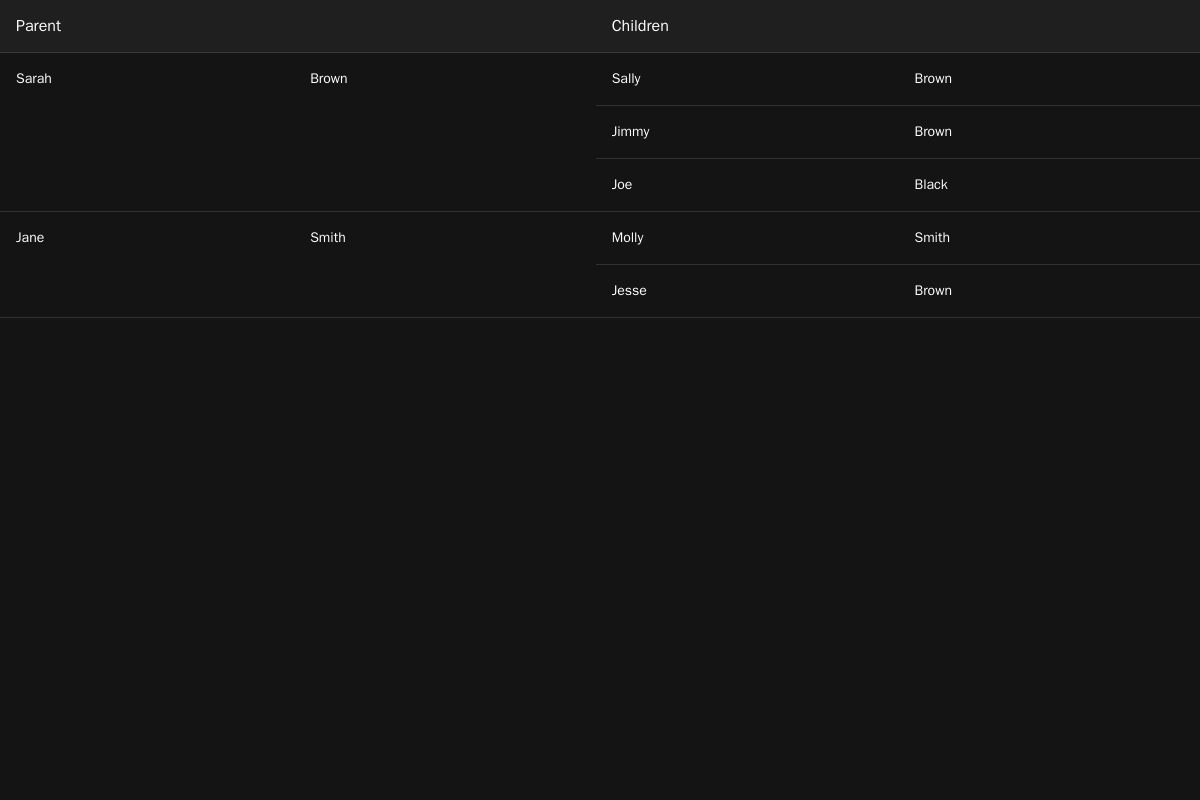 Parent Children
Sarah Brown Sally Brown
Jimmy Brown
Joe Black
Jane Smith Molly Smith
Jesse Brown